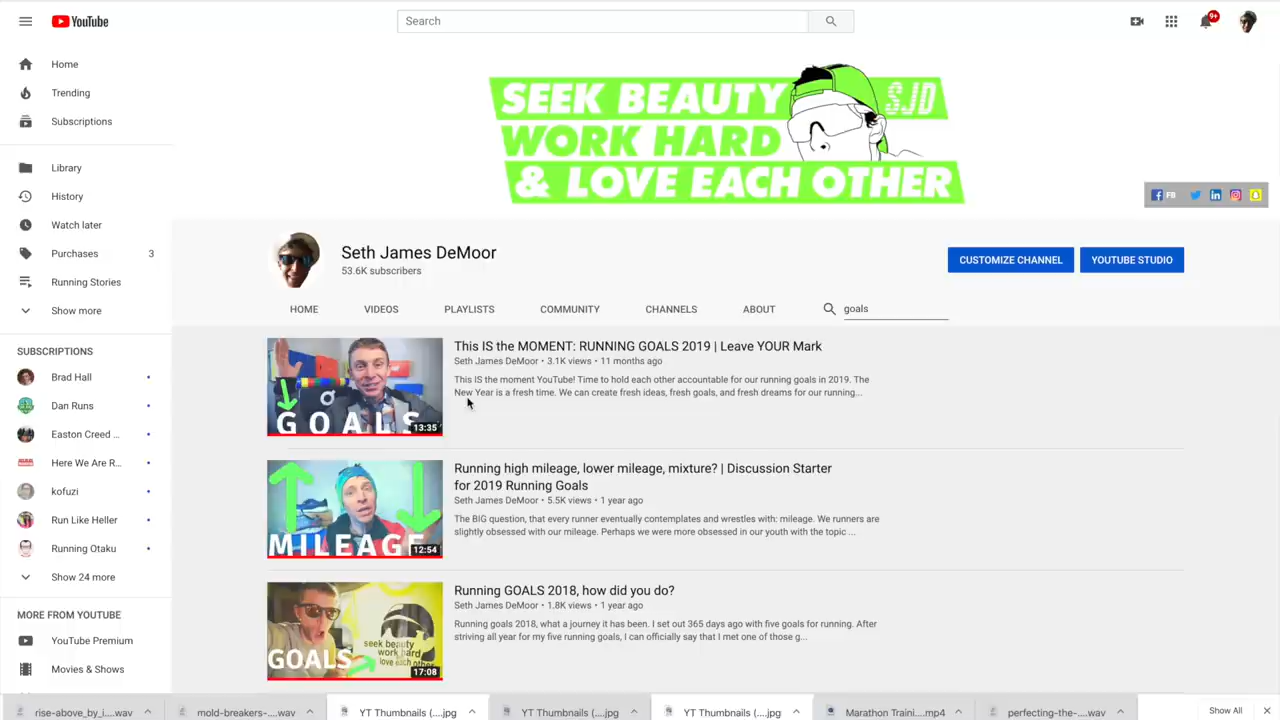 YouTube
Search
9+
Home
Trending
Subscriptions
Library
History
Watch later
Purchases 3
Running Stories
Show more
SUBSCRIPTIONS
Brad Hall
Dan Runs
Easton Creed ...
Here We Are R...
kofuzi
Run Like Heller
Running Otaku
Show 24 more
MORE FROM YOUTUBE
YouTube Premium
Movies & Shows
SEEK BEAUTY SJD
WORK HARD
& LOVE EACH OTHER
FB
Seth James DeMoor
53.6K subscribers
CUSTOMIZE CHANNEL YOUTUBE STUDIO
HOME VIDEOS PLAYLISTS COMMUNITY CHANNELS ABOUT goals
GOALS
13:35
This IS the MOMENT: RUNNING GOALS 2019 | Leave YOUR Mark
Seth James DeMoor • 3.1K views • 11 months ago
This IS the moment YouTube! Time to hold each other accountable for our running goals in 2019. The
New Year is a fresh time. We can create fresh ideas, fresh goals, and fresh dreams for our running...
MILEAGE
12:54
Running high mileage, lower mileage, mixture? | Discussion Starter
for 2019 Running Goals
Seth James DeMoor • 5.5K views • 1 year ago
The BIG question, that every runner eventually contemplates and wrestles with: mileage. We runners are
slightly obsessed with our mileage. Perhaps we were more obsessed in our youth with the topic ...
seek beauty
work hard
love each other
GOALS
17:08
Running GOALS 2018, how did you do?
Seth James DeMoor • 1.8K views • 1 year ago
Running goals 2018, what a journey it has been. I set out 365 days ago with five goals for running. After
striving all year for my five running goals, I can officially say that I met one of those g...
rise-above_by_i....wav mold-breakers-....wav YT Thumbnails (....jpg YT Thumbnails (....jpg YT Thumbnails (....jpg Marathon Traini....mp4 perfecting-the-....wav Show All